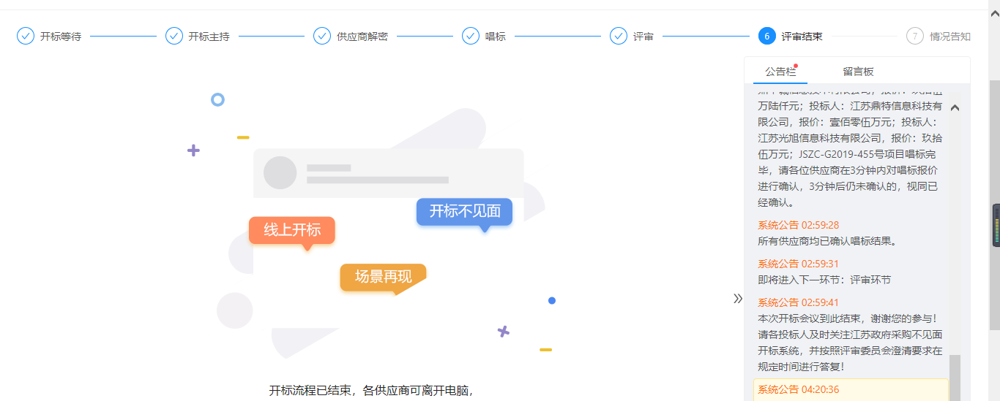 开标等待
开标主持
供应商解密
唱标
评审
6 评审结束
7 情况告知
公告栏
留言板
万陆仟元；投标人：江苏鼎特信息科技有
限公司，报价：壹佰零伍万元；投标人：
江苏光旭信息科技有限公司，报价：玖拾
伍万元；JSZC-G2019-455号项目唱标完
毕，请各位供应商在3分钟内对唱标报价
进行确认，3分钟后仍未确认的，视同已
经确认。
系统公告 02:59:28
所有供应商均已确认唱标结果。
系统公告 02:59:31
即将进入下一环节：评审环节
系统公告 02:59:41
本次开标会议到此结束，谢谢您的参与！
请各投标人及时关注江苏政府采购不见面
开标系统，并按照评审委员会澄清要求在
规定时间进行答复！
系统公告 04:20:36
开标不见面
线上开标
场景再现
开标流程已结束，各供应商可离开电脑，